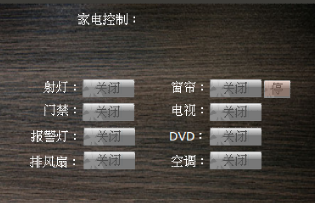 家电控制：
射灯： 关闭 窗帘： 关闭 停
门禁： 关闭 电视： 关闭
报警灯： 关闭 DVD： 关闭
排风扇： 关闭 空调： 关闭